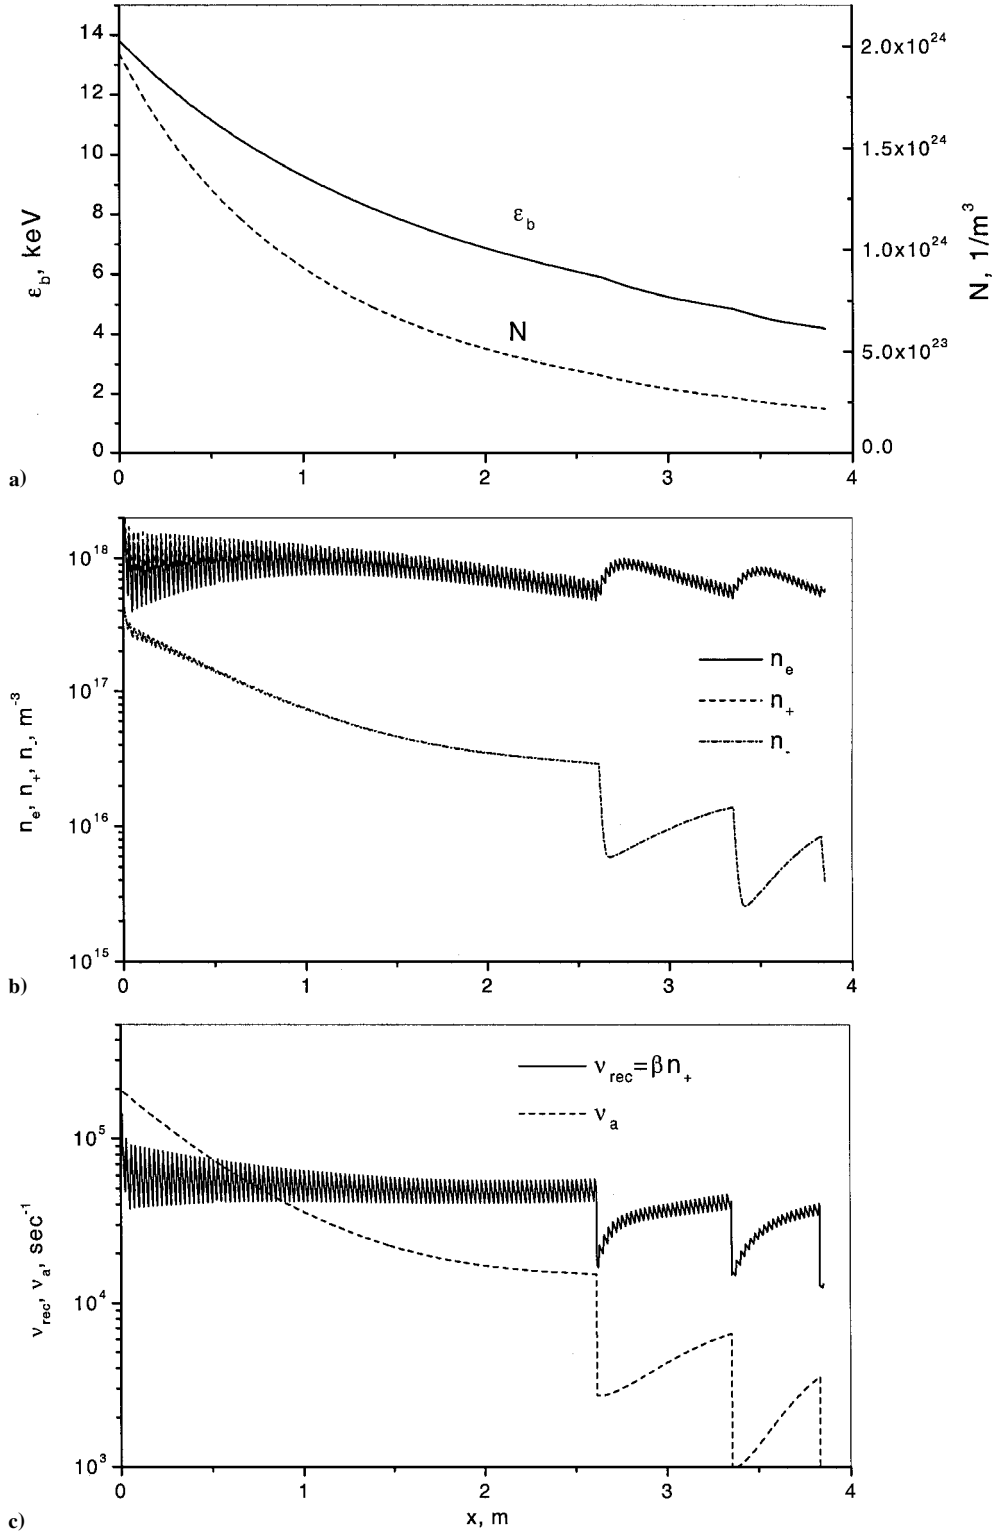 14
12
10
8
6
4
2
0
ε_b, keV
2.0x10^24
1.5x10^24
1.0x10^24
5.0x10^23
0.0
N, 1/m^3
ε_b
N
0 1 2 3 4
a)
10^18
10^17
10^16
10^15
n_e, n_+, n_-, m^-3
n_e
n_+
n_-
0 1 2 3 4
b)
10^5
10^4
10^3
ν_rec, ν_a, sec^-1
ν_rec=βn_+
ν_a
0 1 2 3 4
x, m
c)